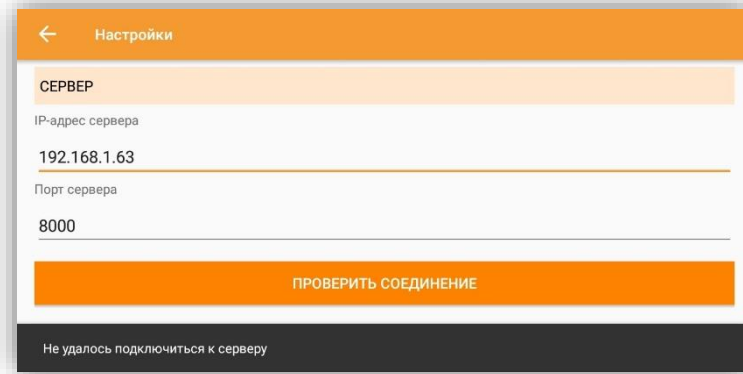 Настройки
СЕРВЕР
IP-адрес сервера
192.168.1.63
Порт сервера
8000
ПРОВЕРИТЬ СОЕДИНЕНИЕ
Не удалось подключиться к серверу